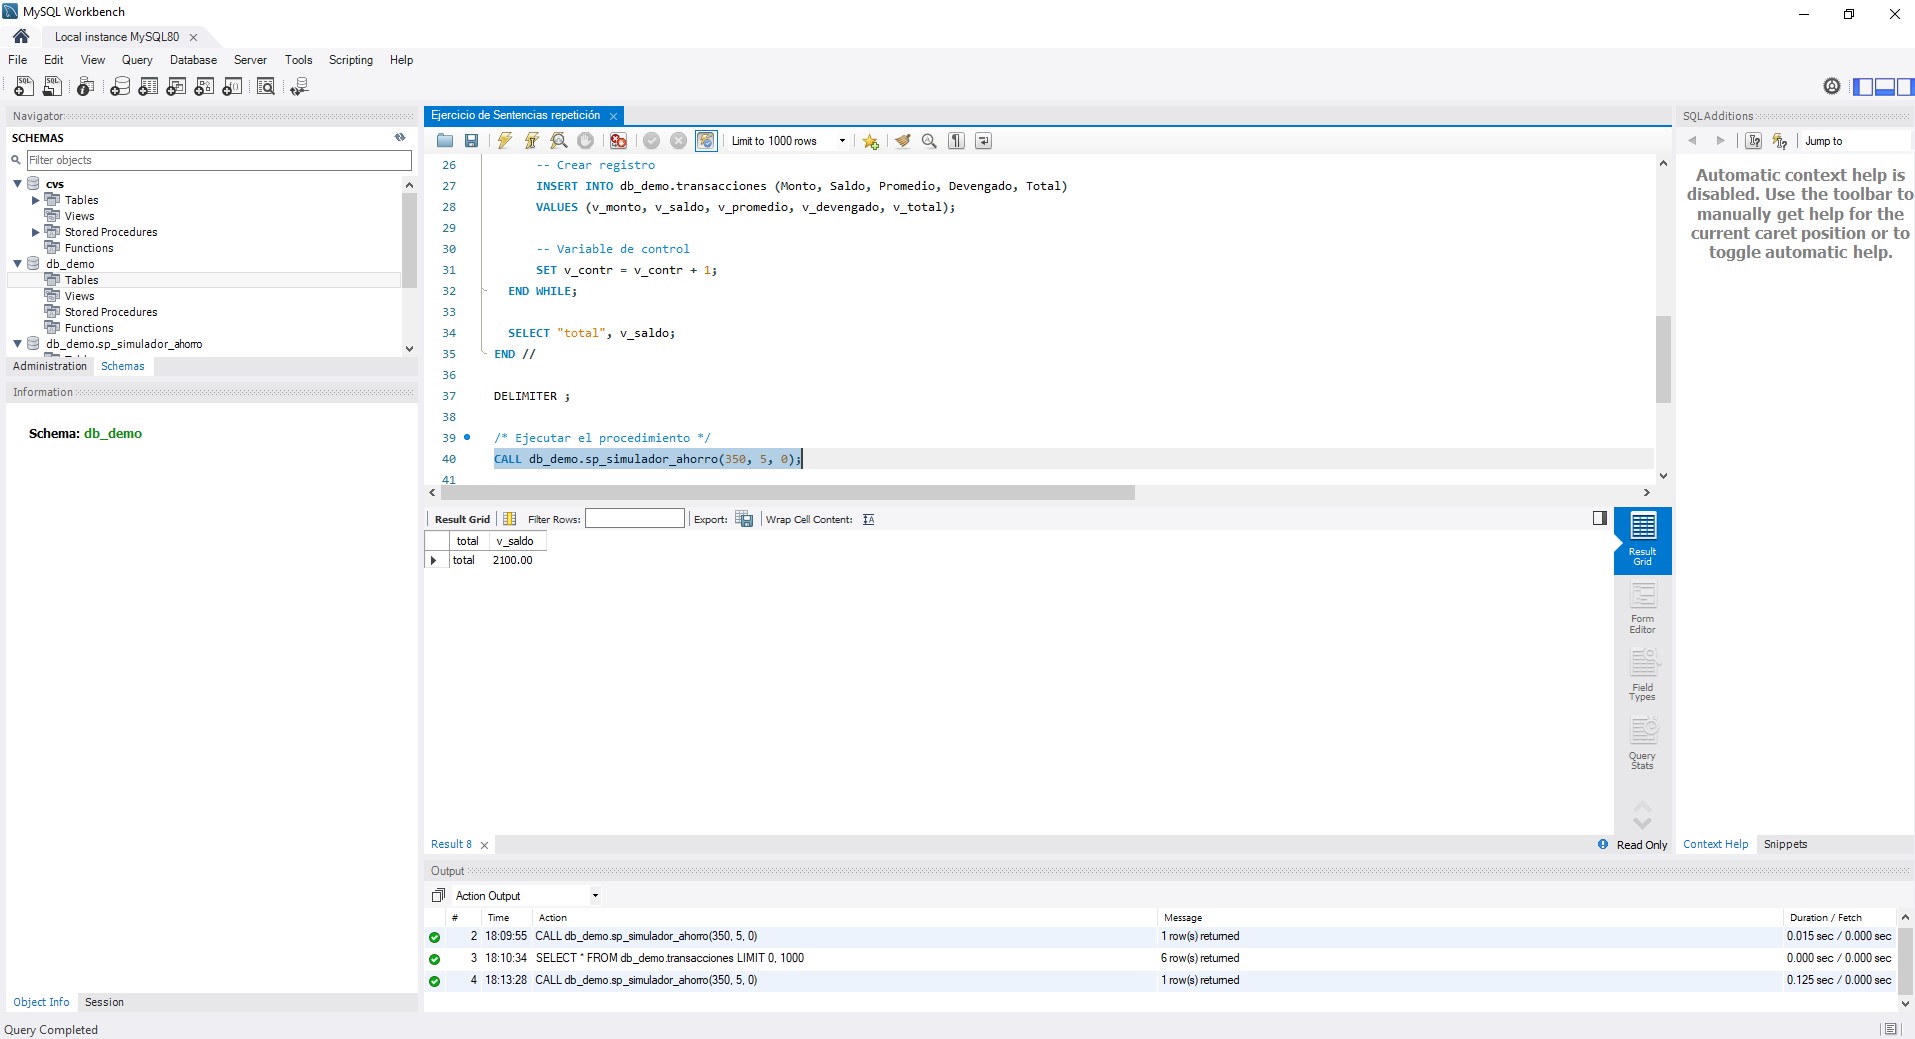 MySQL Workbench
Local instance MySQL80
File Edit View Query Database Server Tools Scripting Help
Navigator
SCHEMAS
Filter objects
cvs
Tables
Views
Stored Procedures
Functions
db_demo
Tables
Views
Stored Procedures
Functions
db_demo.sp_simulador_ahorro
Administration Schemas
Information
Schema: db_demo
Object Info Session
Query Completed
Ejercicio de Sentencias repetición
Limit to 1000 rows
26 -- Crear registro
27 INSERT INTO db_demo.transacciones (Monto, Saldo, Promedio, Devengado, Total)
28 VALUES (v_monto, v_saldo, v_promedio, v_devengado, v_total);
29
30 -- Variable de control
31 SET v_contr = v_contr + 1;
32 END WHILE;
33
34 SELECT "total", v_saldo;
35 END //
36
37 DELIMITER ;
38
39 /* Ejecutar el procedimiento */
40 CALL db_demo.sp_simulador_ahorro(350, 5, 0);
41
Result Grid Filter Rows: Export: Wrap Cell Content:
total v_saldo
total 2100.00
Result Grid
Form Editor
Field Types
Query Stats
Result 8
Read Only
Output
Action Output
# Time Action Message Duration / Fetch
2 18:09:55 CALL db_demo.sp_simulador_ahorro(350, 5, 0) 1 row(s) returned 0.015 sec / 0.000 sec
3 18:10:34 SELECT * FROM db_demo.transacciones LIMIT 0, 1000 6 row(s) returned 0.000 sec / 0.000 sec
4 18:13:28 CALL db_demo.sp_simulador_ahorro(350, 5, 0) 1 row(s) returned 0.125 sec / 0.000 sec
SQLAdditions
Jump to
Automatic context help is
disabled. Use the toolbar to
manually get help for the
current caret position or to
toggle automatic help.
Context Help Snippets